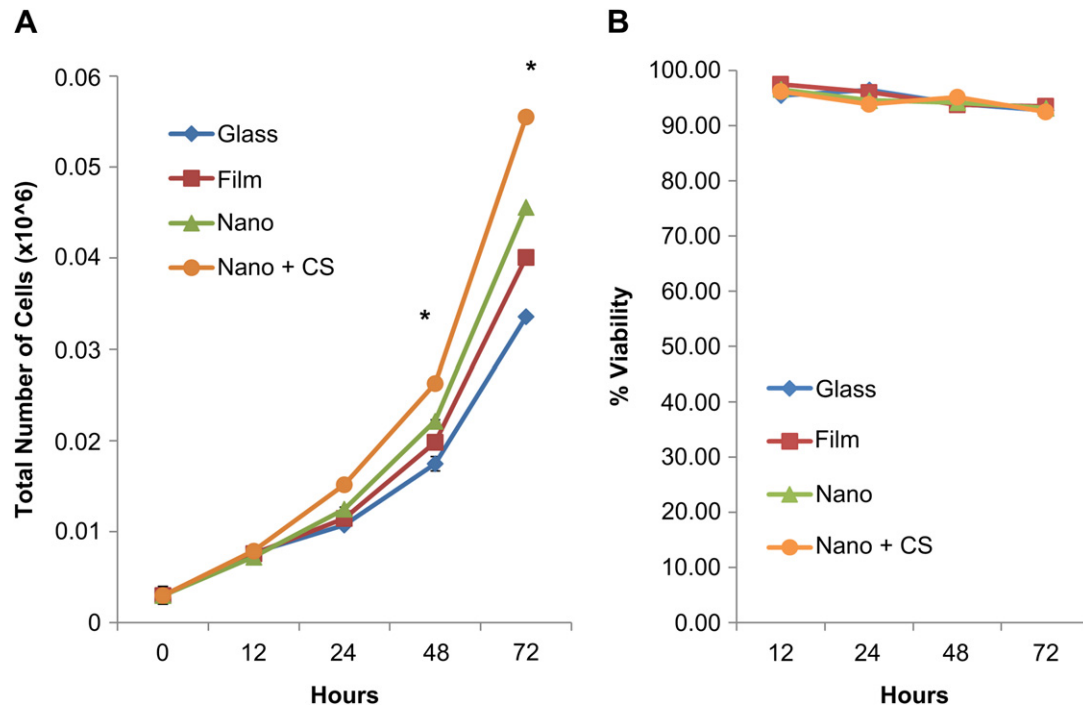 A
Total Number of Cells (x10^6)
0.06
0.05
0.04
0.03
0.02
0.01
0
*
*
Glass
Film
Nano
Nano + CS
0 12 24 48 72
Hours
B
% Viability
100.00
90.00
80.00
70.00
60.00
50.00
40.00
30.00
20.00
10.00
0.00
Glass
Film
Nano
Nano + CS
12 24 48 72
Hours